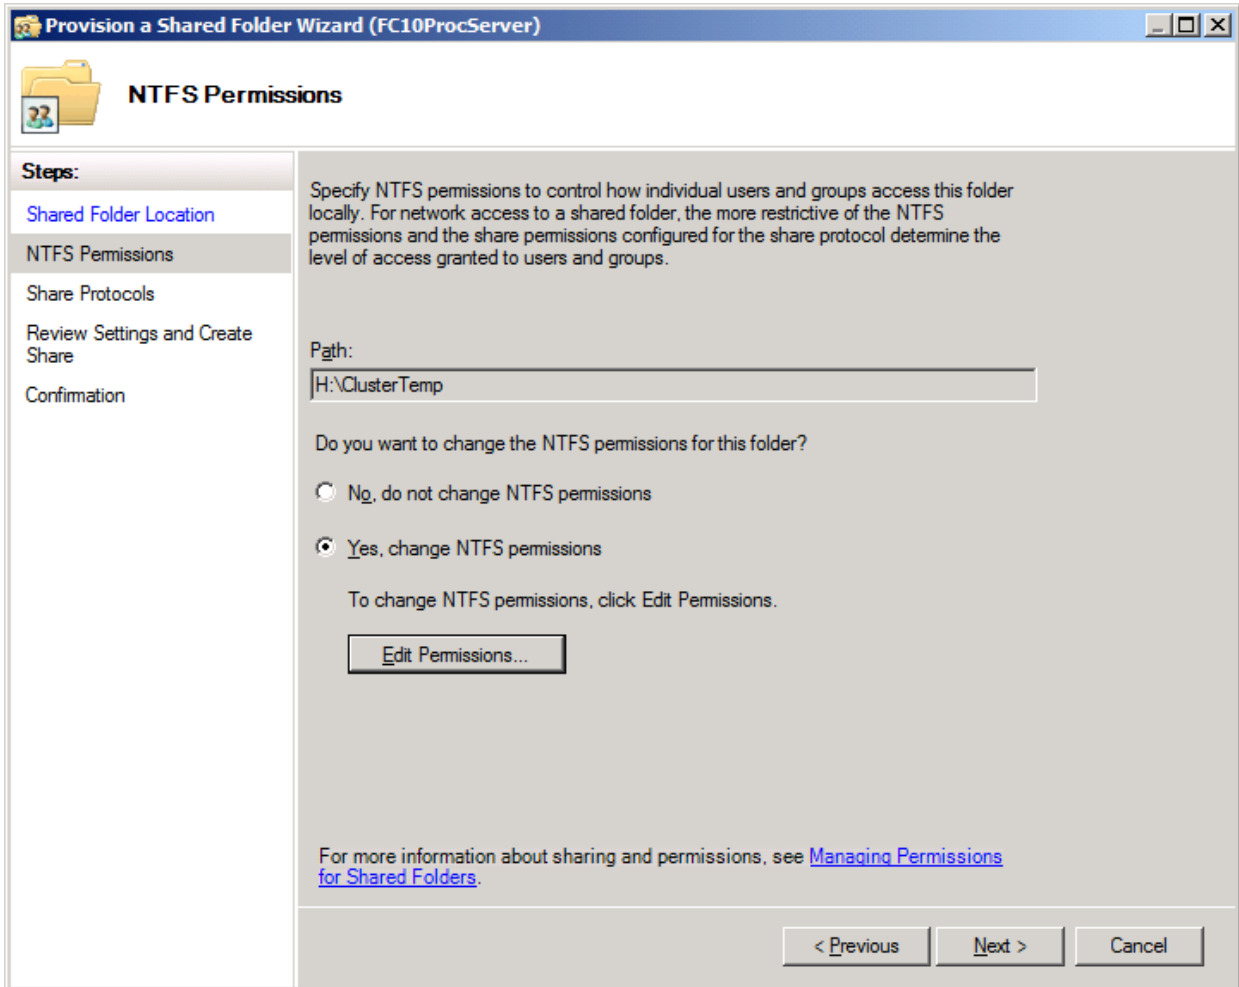 Provision a Shared Folder Wizard (FC10ProcServer)
NTFS Permissions
Steps:
Shared Folder Location
NTFS Permissions
Share Protocols
Review Settings and Create
Share
Confirmation
Specify NTFS permissions to control how individual users and groups access this folder
locally. For network access to a shared folder, the more restrictive of the NTFS
permissions and the share permissions configured for the share protocol determine the
level of access granted to users and groups.
Path:
H:\ClusterTemp
Do you want to change the NTFS permissions for this folder?
No, do not change NTFS permissions
Yes, change NTFS permissions
To change NTFS permissions, click Edit Permissions.
Edit Permissions...
For more information about sharing and permissions, see Managing Permissions
for Shared Folders.
< Previous
Next >
Cancel